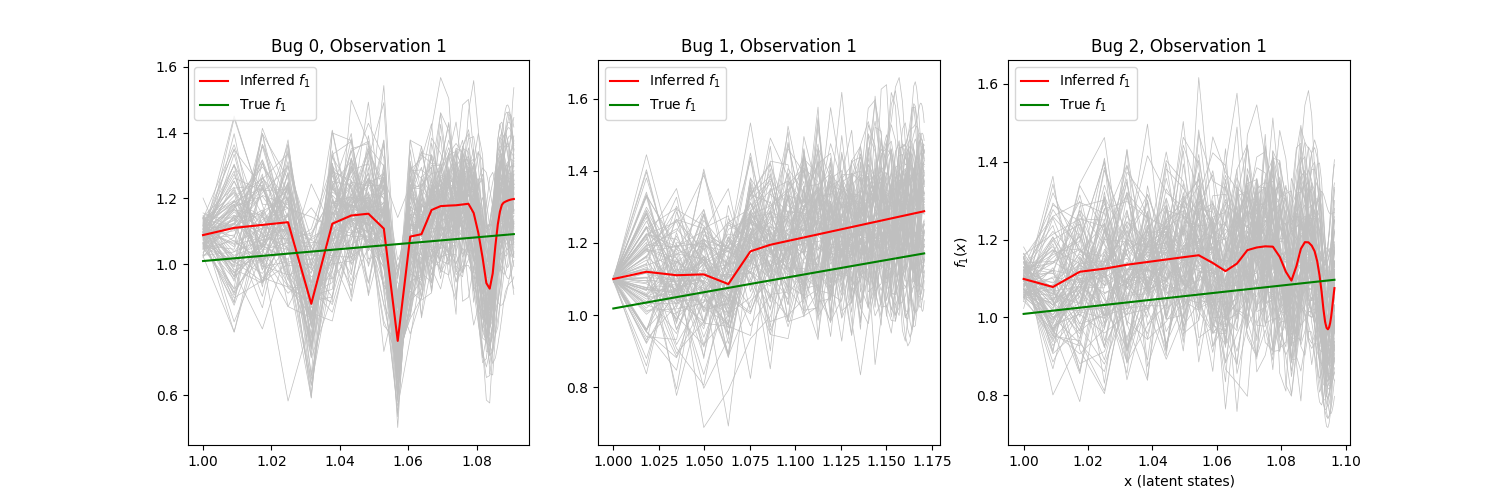 Bug 0, Observation 1
Inferred f₁
True f₁
1.6
1.4
1.2
1.0
0.8
0.6
1.00 1.02 1.04 1.06 1.08
Bug 1, Observation 1
Inferred f₁
True f₁
1.6
1.4
1.2
1.0
0.8
1.000 1.025 1.050 1.075 1.100 1.125 1.150 1.175
Bug 2, Observation 1
Inferred f₁
True f₁
f₁(x)
1.6
1.4
1.2
1.0
0.8
1.00 1.02 1.04 1.06 1.08 1.10
x (latent states)